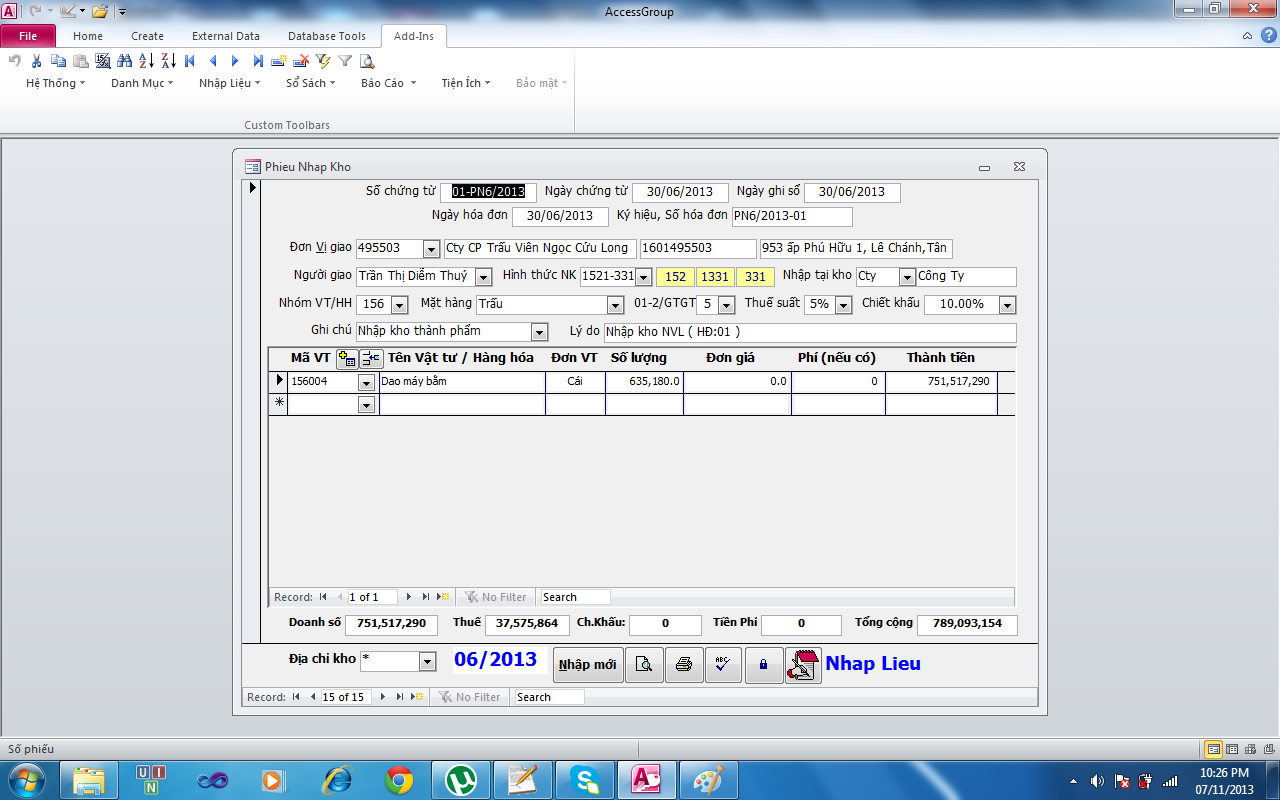 AccessGroup
File Home Create External Data Database Tools Add-Ins
Hệ Thống Danh Mục Nhập Liệu Sổ Sách Báo Cáo Tiện Ích Bảo mật
Custom Toolbars
Phieu Nhap Kho
Số chứng từ 01-PN6/2013 Ngày chứng từ 30/06/2013 Ngày ghi sổ 30/06/2013
Ngày hóa đơn 30/06/2013 Ký hiệu, Số hóa đơn PN6/2013-01
Đơn Vị giao 495503 Cty CP Trấu Viên Ngọc Cửu Long 1601495503 953 ấp Phú Hữu 1, Lê Chánh,Tân
Người giao Trần Thị Diễm Thuý Hình thức NK 1521-331 152 1331 331 Nhập tại kho Cty Công Ty
Nhóm VT/HH 156 Mặt hàng Trấu 01-2/GTGT 5 Thuế suất 5% Chiết khấu 10.00%
Ghi chú Nhập kho thành phẩm Lý do Nhập kho NVL ( HĐ:01 )
Mã VT Tên Vật tư / Hàng hóa Đơn VT Số lượng Đơn giá Phí (nếu có) Thành tiền
156004 Dao máy bằm Cái 635,180.0 0.0 0 751,517,290
*
Record: 1 of 1 No Filter Search
Doanh số 751,517,290 Thuế 37,575,864 Ch.Khấu: 0 Tiền Phí 0 Tổng cộng 789,093,154
Địa chỉ kho * 06/2013 Nhập mới ABC Nhap Lieu
Record: 15 of 15 No Filter Search
Số phiếu
U I N
10:26 PM
07/11/2013